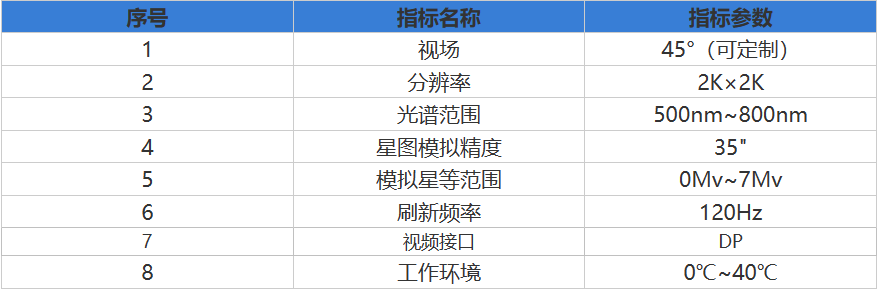 序号 指标名称 指标参数
1 视场 45°（可定制）
2 分辨率 2K×2K
3 光谱范围 500nm~800nm
4 星图模拟精度 35"
5 模拟星等范围 0Mv~7Mv
6 刷新频率 120Hz
7 视频接口 DP
8 工作环境 0℃~40℃